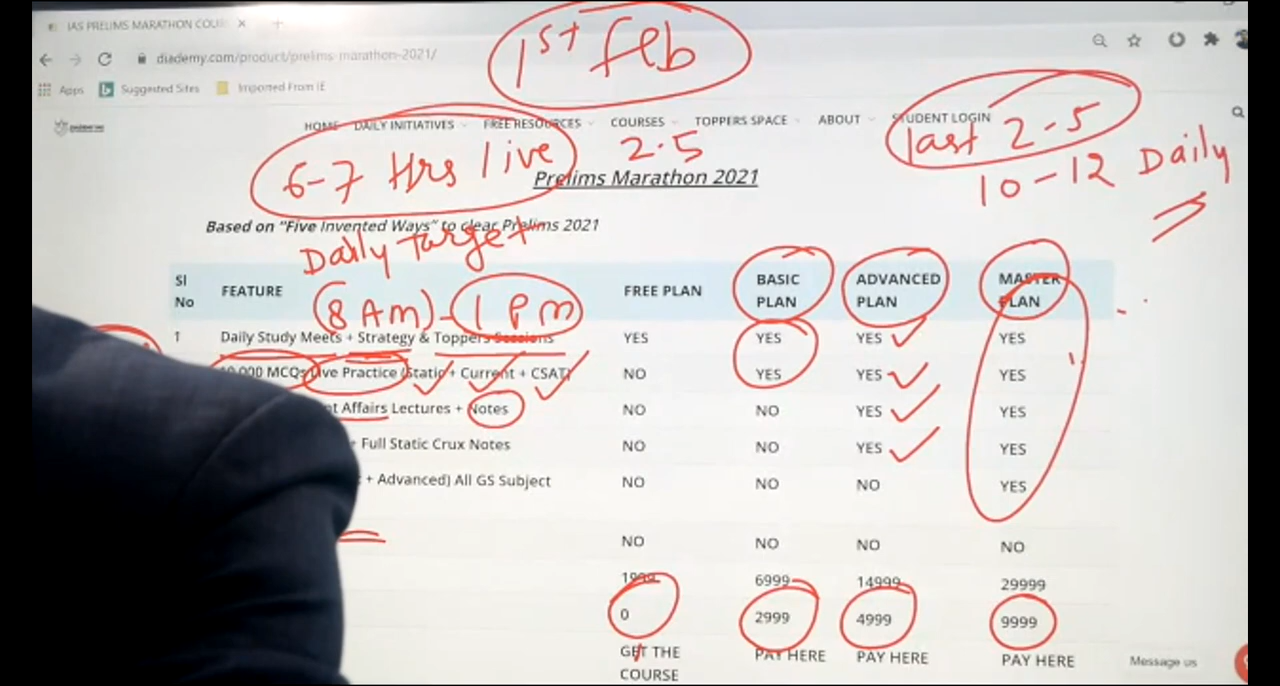 IAS PRELIMS MARATHON COU
1st Feb
diademy.com/product/prelims-marathon-2021/
Apps Suggested Sites Imported From IE
HOME DAILY INITIATIVES FREE RESOURCES COURSES TOPPERS SPACE ABOUT STUDENT LOGIN
last 2.5
6-7 Hrs live 2.5
10-12 Daily
Prelims Marathon 2021
Based on "Five Invented Ways" to clear Prelims 2021
Daily Target
Sl No FEATURE FREE PLAN BASIC PLAN ADVANCED PLAN MASTER PLAN
(8 Am) - 1 Pm
1 Daily Study Meets + Strategy & Toppers Sessions YES YES YES YES
000 MCQs Live Practice (Static + Current + CSAT) NO YES YES YES
Affairs Lectures + Notes NO NO YES YES
+ Full Static Crux Notes NO NO YES YES
+ Advanced) All GS Subject NO NO NO YES
NO NO NO NO
1999 6999 14999 29999
0 2999 4999 9999
GET THE COURSE PAY HERE PAY HERE PAY HERE
Message us